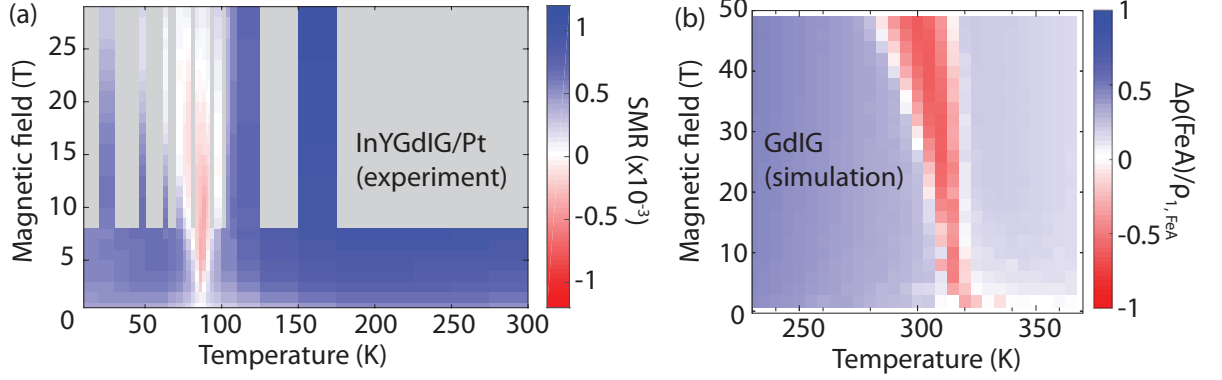 (a)
Magnetic field (T)
25
20
15
10
5
0
50
100
150
200
250
300
Temperature (K)
InYGdIG/Pt
(experiment)
1
0.5
0
-0.5
-1
SMR (x10⁻³)
(b)
Magnetic field (T)
50
40
30
20
10
0
250
300
350
Temperature (K)
GdIG
(simulation)
1
0.5
0
-0.5
-1
Δρ(FeA)/ρ₁,FeA